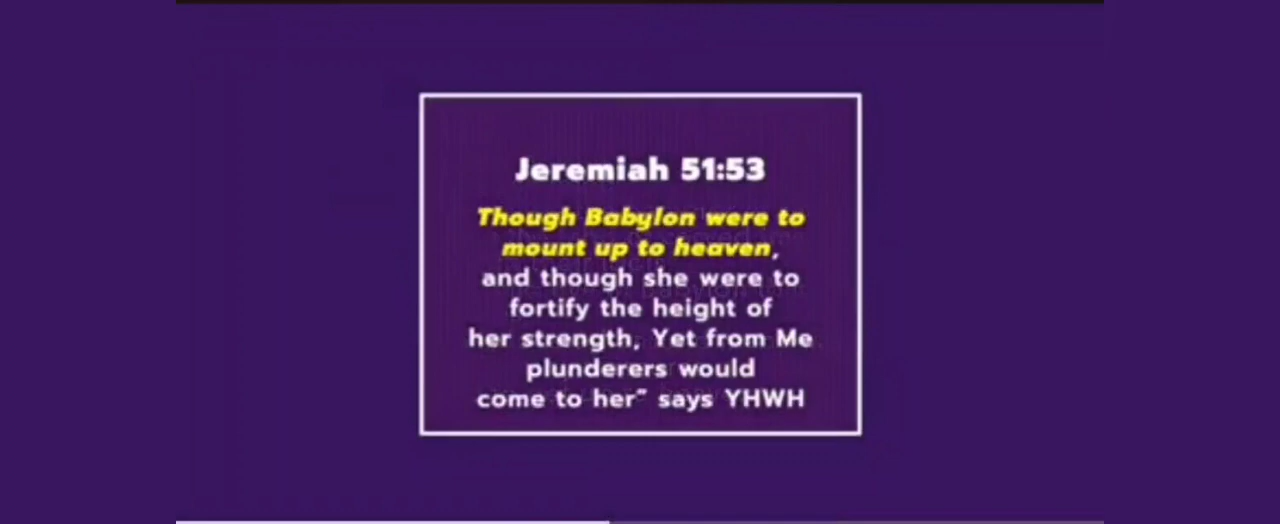 Jeremiah 51:53
Though Babylon were to
mount up to heaven,
and though she were to
fortify the height of
her strength, Yet from Me
plunderers would
come to her" says YHWH